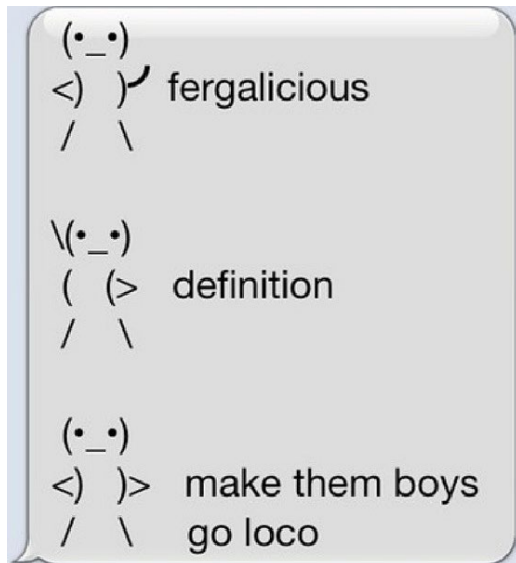 (•_•)
<) )╯ fergalicious
/ \
\(•_•)
( (> definition
/ \
(•_•)
<) )> make them boys
/ \ go loco